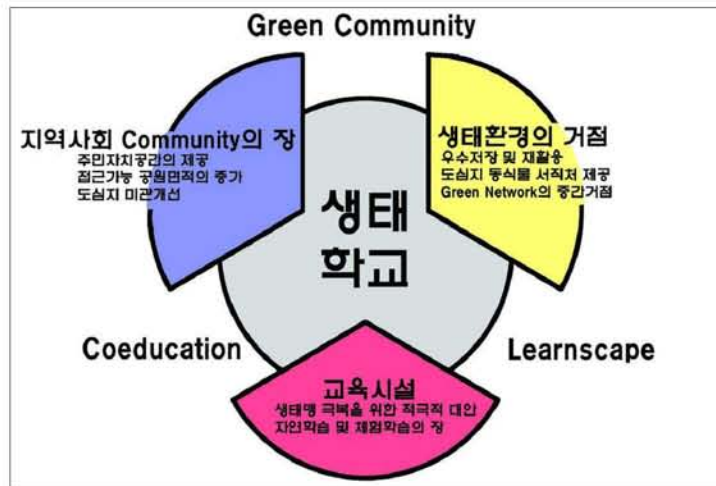 Green Community
지역사회 Community의 장
주민자치공간의 제공
접근가능 공원면적의 증가
도심지 미관개선
생태환경의 거점
우수저장 및 재활용
도심지 동식물 서직처 제공
Green Network의 중간거점
생태
학교
Coeducation
Learnscape
교육시설
생태맹 극복을 위한 적극적 대안
자연학습 및 체험학습의 장